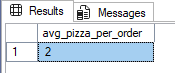 Results Messages
avg_pizza_per_order
1 2